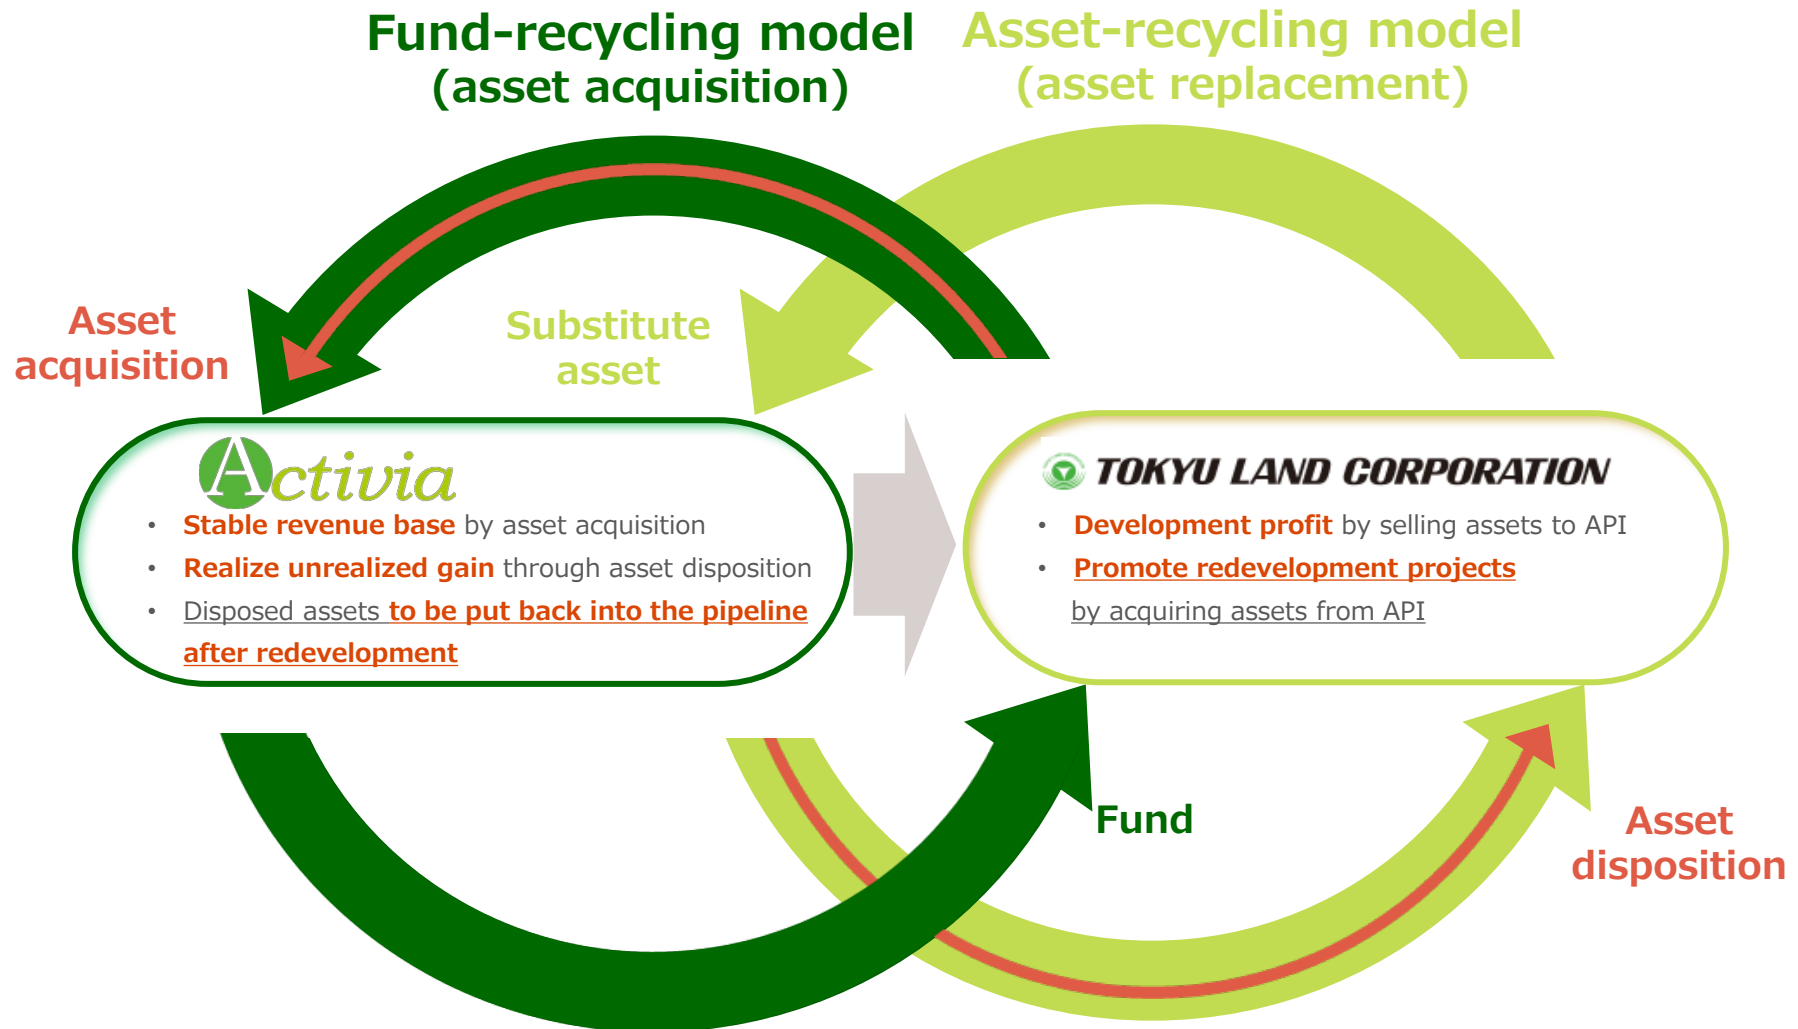 Fund-recycling model
(asset acquisition)
Asset-recycling model
(asset replacement)
Asset
acquisition
Substitute
asset
Activia
• Stable revenue base by asset acquisition
• Realize unrealized gain through asset disposition
• Disposed assets to be put back into the pipeline
after redevelopment
TOKYU LAND CORPORATION
• Development profit by selling assets to API
• Promote redevelopment projects
by acquiring assets from API
Fund
Asset
disposition